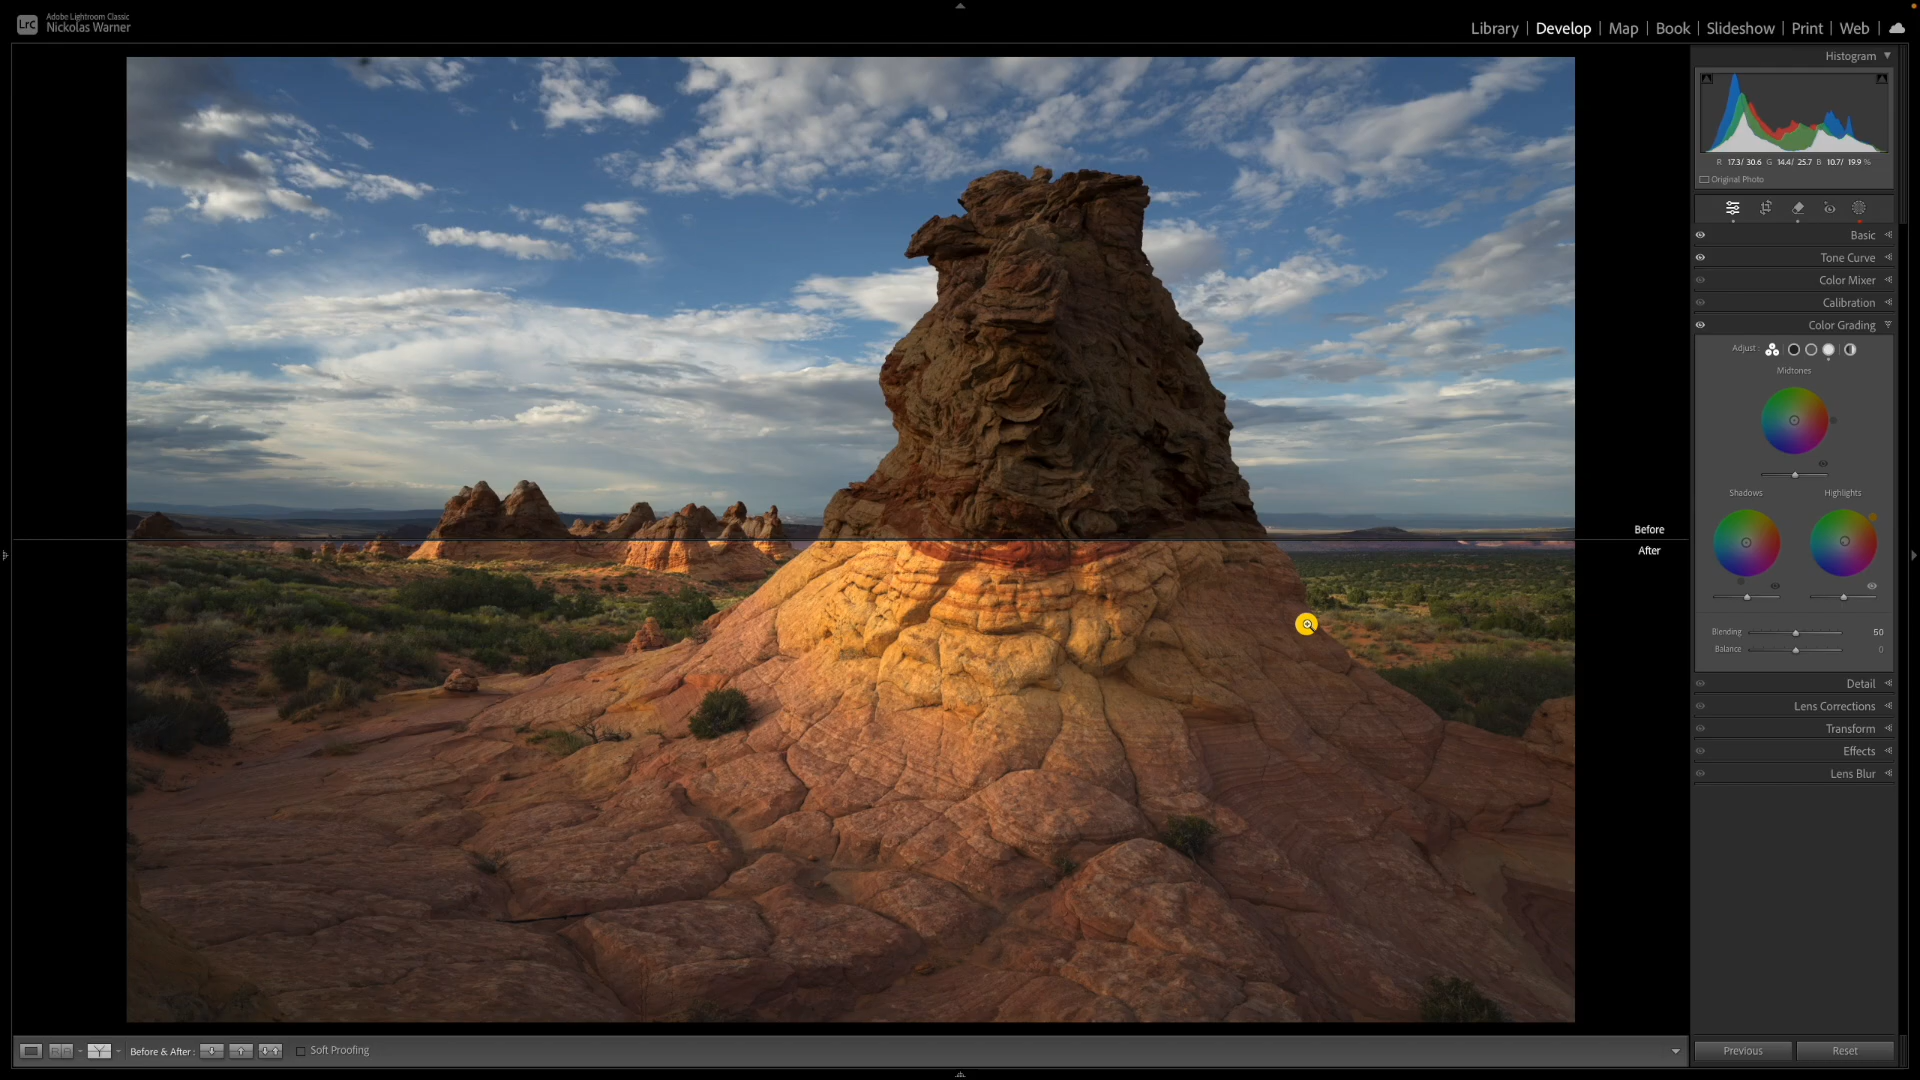 Lrc
Adobe Lightroom Classic
Nickolas Warner
Library | Develop | Map | Book | Slideshow | Print | Web |
Histogram
R 17.3/ 30.6 G 14.4/ 25.7 B 10.7/ 19.9 %
Original Photo
Basic
Tone Curve
Color Mixer
Calibration
Color Grading
Adjust :
Midtones
Shadows
Highlights
Before
After
Blending 50
Balance 0
Detail
Lens Corrections
Transform
Effects
Lens Blur
R R
Y
Before & After :
Soft Proofing
Previous
Reset